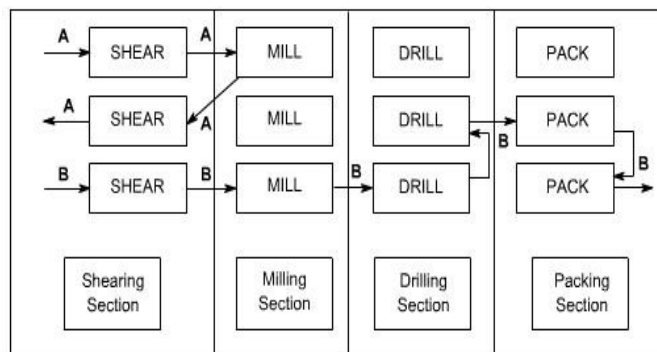 A A
SHEAR MILL DRILL PACK
A
SHEAR MILL DRILL PACK
A B B
B B B
SHEAR MILL DRILL PACK
Shearing Section
Milling Section
Drilling Section
Packing Section